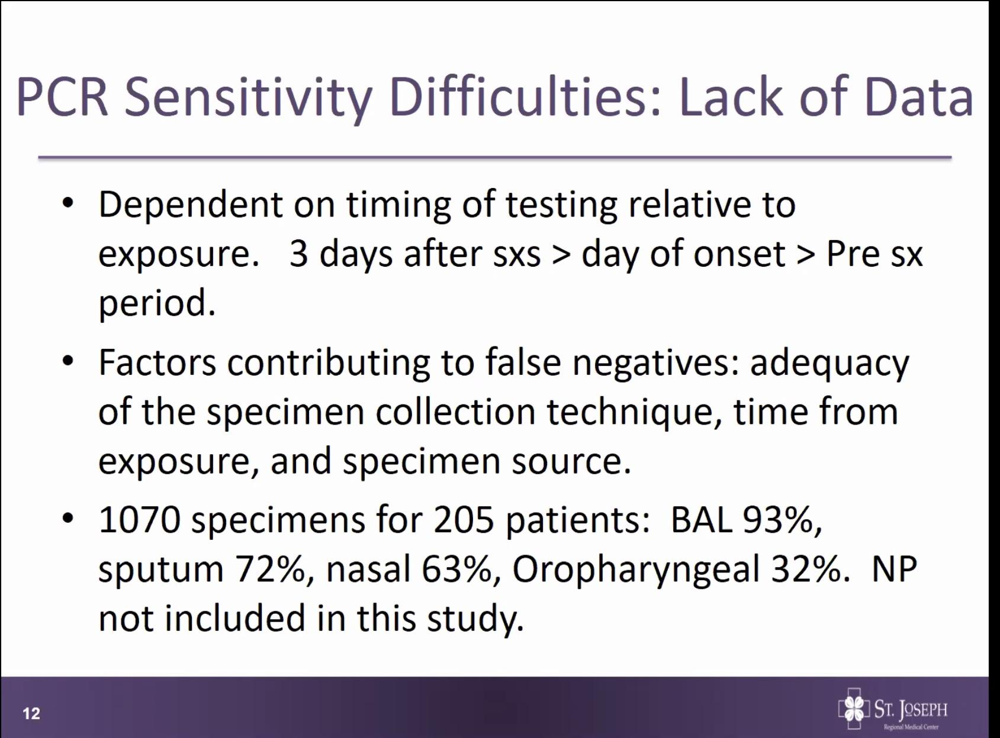 PCR Sensitivity Difficulties: Lack of Data
• Dependent on timing of testing relative to
exposure.   3 days after sxs > day of onset > Pre sx
period.
• Factors contributing to false negatives: adequacy
of the specimen collection technique, time from
exposure, and specimen source.
• 1070 specimens for 205 patients:  BAL 93%,
sputum 72%, nasal 63%, Oropharyngeal 32%.  NP
not included in this study.
12
ST. JOSEPH
Regional Medical Center